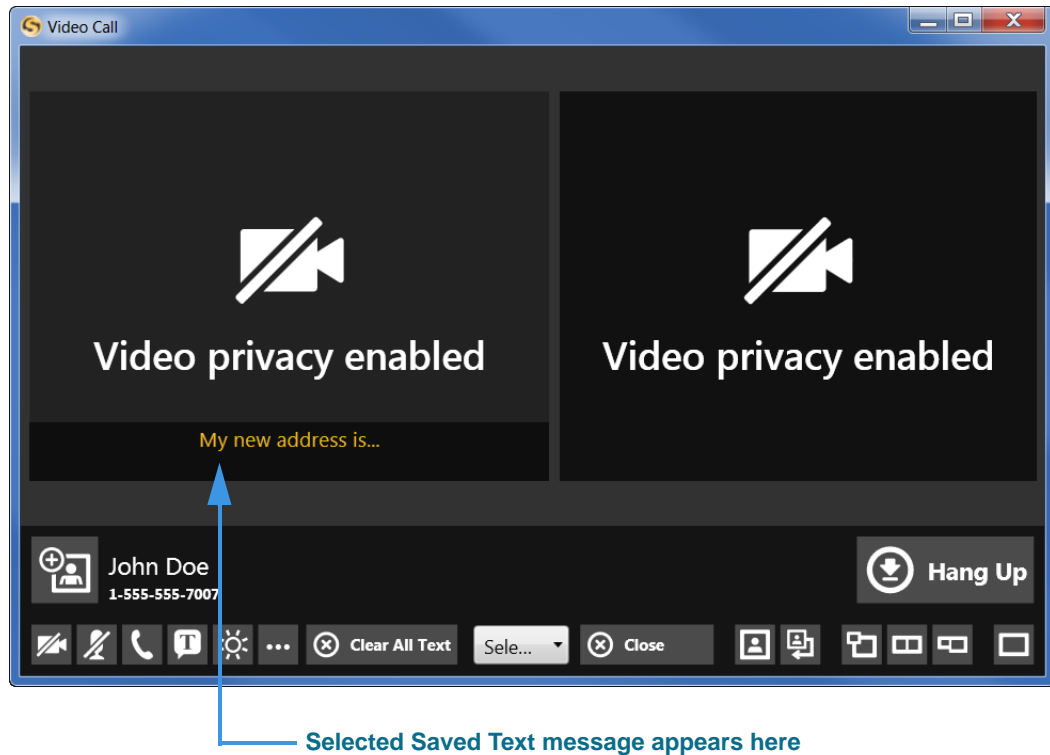 Video Call
Video privacy enabled
Video privacy enabled
My new address is...
John Doe
1-555-555-7007
Hang Up
T
Clear All Text
Sele...
Close
Selected Saved Text message appears here